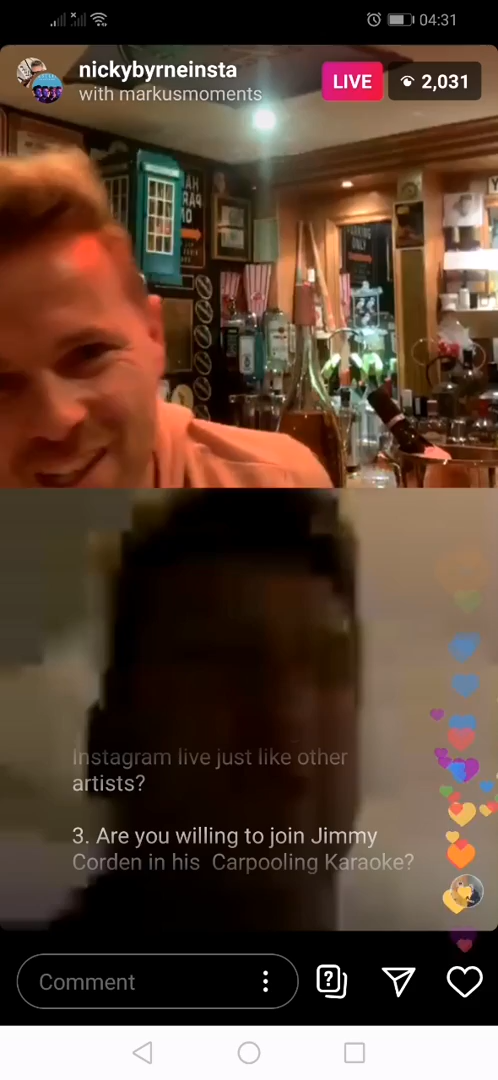 04:31
nickybyrneinsta
with markusmoments
LIVE
2,031
Instagram live just like other
artists?
3. Are you willing to join Jimmy
Corden in his Carpooling Karaoke?
Comment